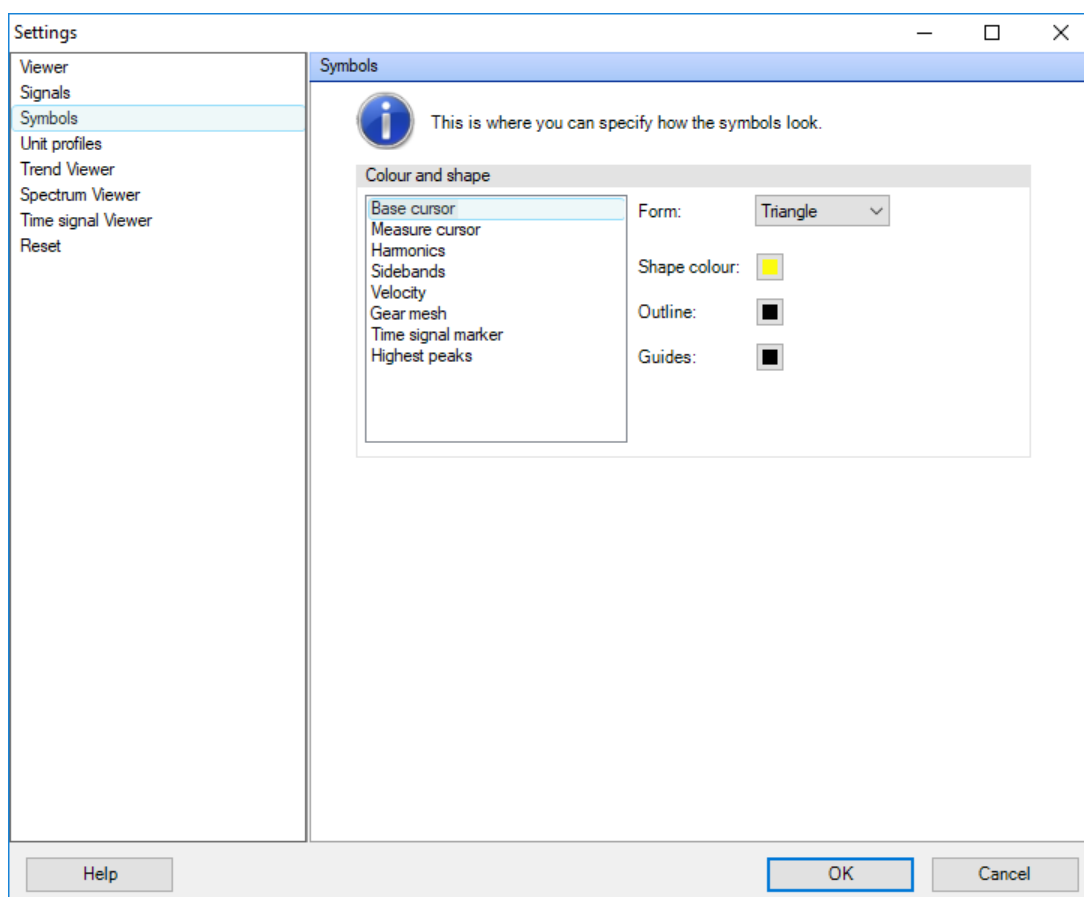 Settings
Viewer
Signals
Symbols
Unit profiles
Trend Viewer
Spectrum Viewer
Time signal Viewer
Reset
Symbols
This is where you can specify how the symbols look.
Colour and shape
Base cursor
Measure cursor
Harmonics
Sidebands
Velocity
Gear mesh
Time signal marker
Highest peaks
Form: Triangle
Shape colour:
Outline:
Guides:
Help OK Cancel